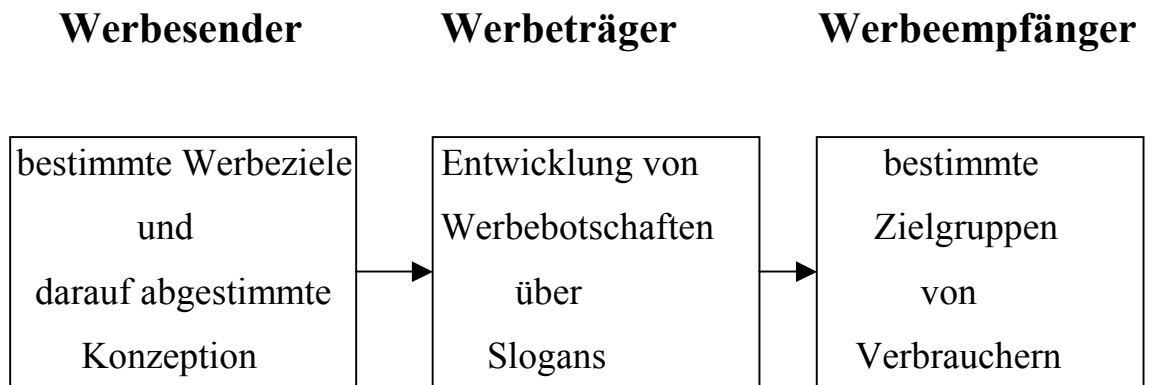 Werbesender Werbeträger Werbeempfänger
bestimmte Werbeziele
und
darauf abgestimmte
Konzeption
Entwicklung von
Werbebotschaften
über
Slogans
bestimmte
Zielgruppen
von
Verbrauchern